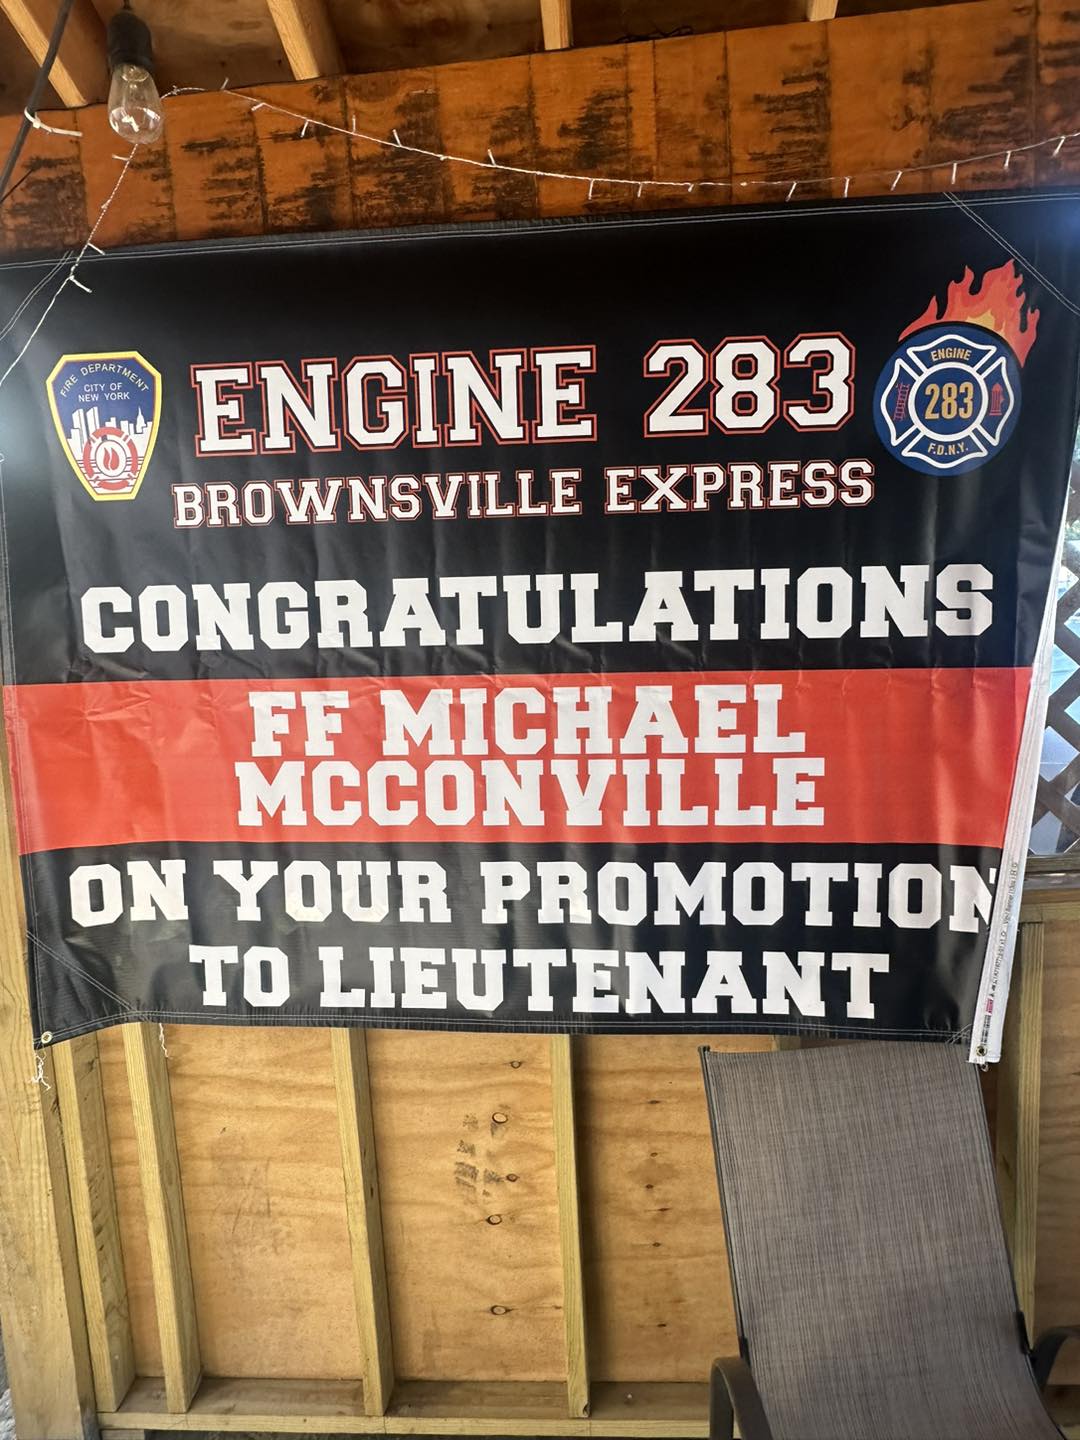 ENGINE 283
BROWNSVILLE EXPRESS
FIRE DEPARTMENT
CITY OF
NEW YORK
ENGINE
283
F.D.N.Y.
CONGRATULATIONS
FF MICHAEL
MCCONVILLE
ON YOUR PROMOTION
TO LIEUTENANT